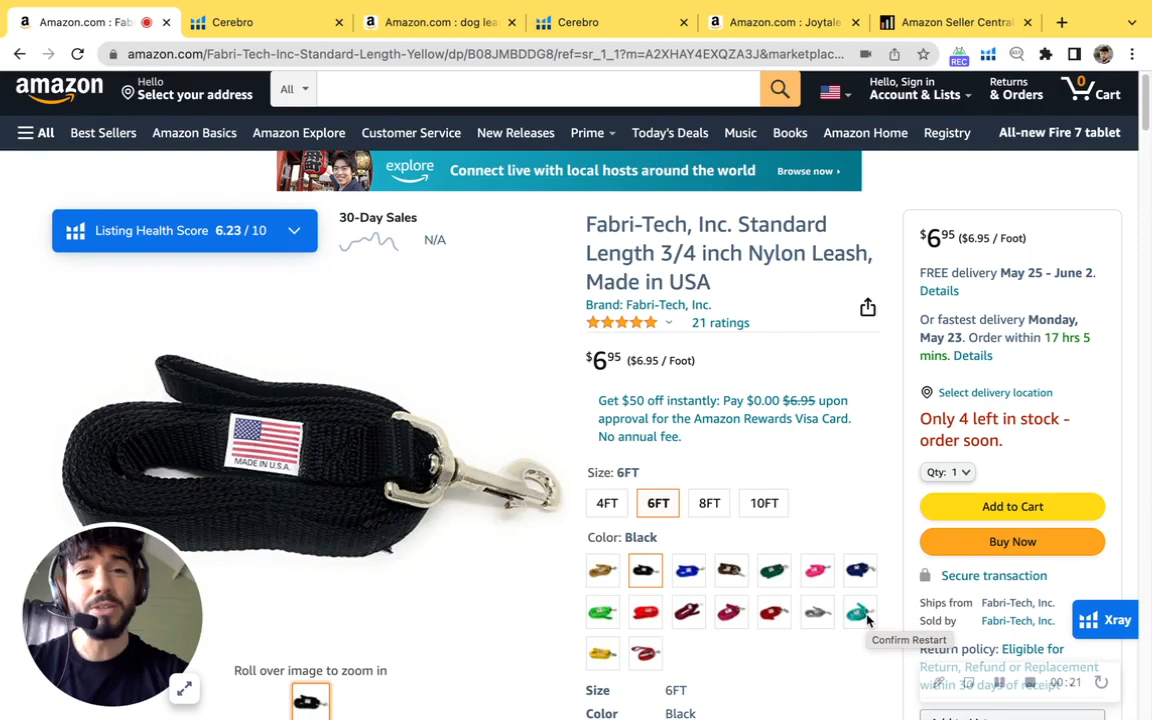 Amazon.com : Fab
Cerebro
Amazon.com : dog lea
Cerebro
Amazon.com : Joytale
Amazon Seller Central
amazon.com/Fabri-Tech-Inc-Standard-Length-Yellow/dp/B08JMBDDG8/ref=sr_1_1?m=A2XHAY4EXQZA3J&marketplac...
REC
amazon
Hello
Select your address
All
Hello, Sign in
Account & Lists
Returns
& Orders
0
Cart
All
Best Sellers
Amazon Basics
Amazon Explore
Customer Service
New Releases
Prime
Today's Deals
Music
Books
Amazon Home
Registry
All-new Fire 7 tablet
explore
Connect live with local hosts around the world
Browse now ›
Listing Health Score 6.23 / 10
30-Day Sales
N/A
Fabri-Tech, Inc. Standard
Length 3/4 inch Nylon Leash,
Made in USA
Brand: Fabri-Tech, Inc.
21 ratings
$6.95 ($6.95 / Foot)
Get $50 off instantly: Pay $0.00 $6.95 upon
approval for the Amazon Rewards Visa Card.
No annual fee.
Size: 6FT
4FT
6FT
8FT
10FT
Color: Black
Size 6FT
Color Black
MADE IN U.S.A.
Roll over image to zoom in
$6.95 ($6.95 / Foot)
FREE delivery May 25 - June 2.
Details
Or fastest delivery Monday,
May 23. Order within 17 hrs 5
mins. Details
Select delivery location
Only 4 left in stock -
order soon.
Qty: 1
Add to Cart
Buy Now
Secure transaction
Ships from Fabri-Tech, Inc.
Sold by Fabri-Tech, Inc.
Xray
Confirm Restart
Return policy: Eligible for
Return, Refund or Replacement
within 30 days of receipt
00:21